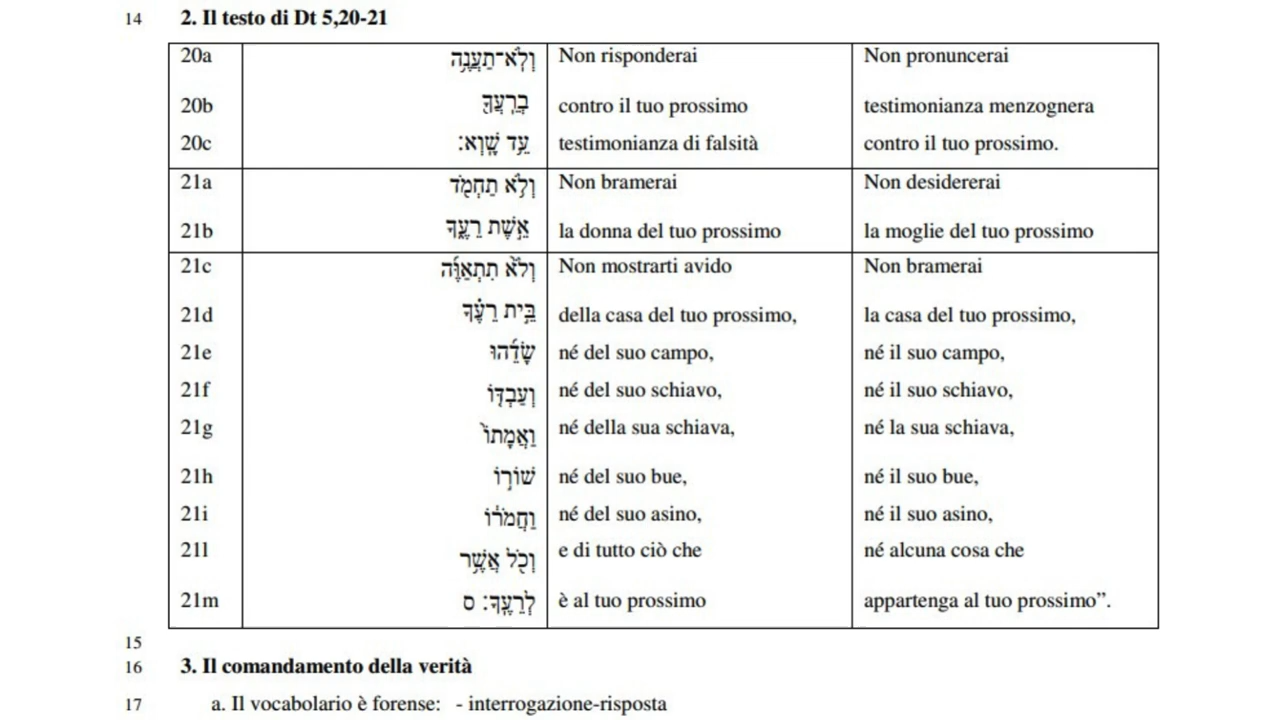 14 2. Il testo di Dt 5,20-21
20a וְלֹֽא־תַעֲנֶ֥ה Non risponderai Non pronuncerai
20b בְרֵֽעֲךָ֖ contro il tuo prossimo testimonianza menzognera
20c עֵ֥ד שָֽׁוְא׃ testimonianza di falsità contro il tuo prossimo.
21a וְלֹ֥א תַחְמֹ֖ד Non bramerai Non desidererai
21b אֵ֣שֶׁת רֵעֶ֑ךָ la donna del tuo prossimo la moglie del tuo prossimo
21c וְלֹ֨א תִתְאַוֶּ֜ה Non mostrarti avido Non bramerai
21d בֵּ֣ית רֵעֶ֗ךָ della casa del tuo prossimo, la casa del tuo prossimo,
21e שָׂדֵ֜הוּ né del suo campo, né il suo campo,
21f וְעַבְדּ֤וֹ né del suo schiavo, né il suo schiavo,
21g וַאֲמָתוֹ֙ né della sua schiava, né la sua schiava,
21h שׁוֹר֣וֹ né del suo bue, né il suo bue,
21i וַחֲמֹר֔וֹ né del suo asino, né il suo asino,
21l וְכֹ֖ל אֲשֶׁ֥ר e di tutto ciò che né alcuna cosa che
21m לְרֵעֶֽךָ׃ ס è al tuo prossimo appartenga al tuo prossimo”.
15
16 3. Il comandamento della verità
17 a. Il vocabolario è forense: - interrogazione-risposta